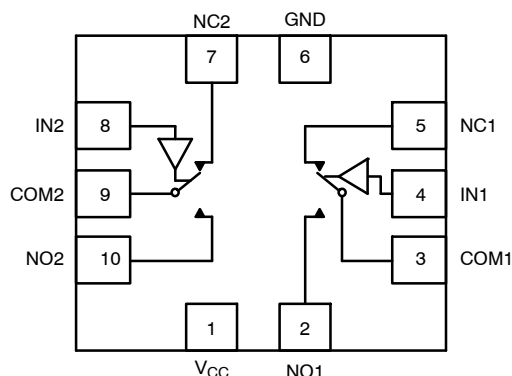 NC2 GND
7 6
IN2 8 5 NC1
COM2 9 4 IN1
NO2 10 3 COM1
1 2
VCC NO1